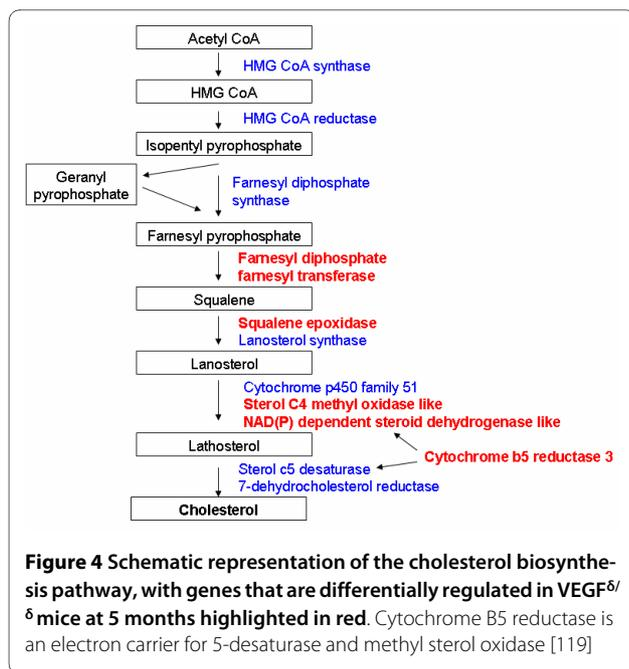 Acetyl CoA
HMG CoA synthase
HMG CoA
HMG CoA reductase
Isopentyl pyrophosphate
Geranyl
pyrophosphate
Farnesyl diphosphate
synthase
Farnesyl pyrophosphate
Farnesyl diphosphate
farnesyl transferase
Squalene
Squalene epoxidase
Lanosterol synthase
Lanosterol
Cytochrome p450 family 51
Sterol C4 methyl oxidase like
NAD(P) dependent steroid dehydrogenase like
Lathosterol
Cytochrome b5 reductase 3
Sterol c5 desaturase
7-dehydrocholesterol reductase
Cholesterol
Figure 4 Schematic representation of the cholesterol biosynthe-
sis pathway, with genes that are differentially regulated in VEGFδ/
δ mice at 5 months highlighted in red. Cytochrome B5 reductase is
an electron carrier for 5-desaturase and methyl sterol oxidase [119]